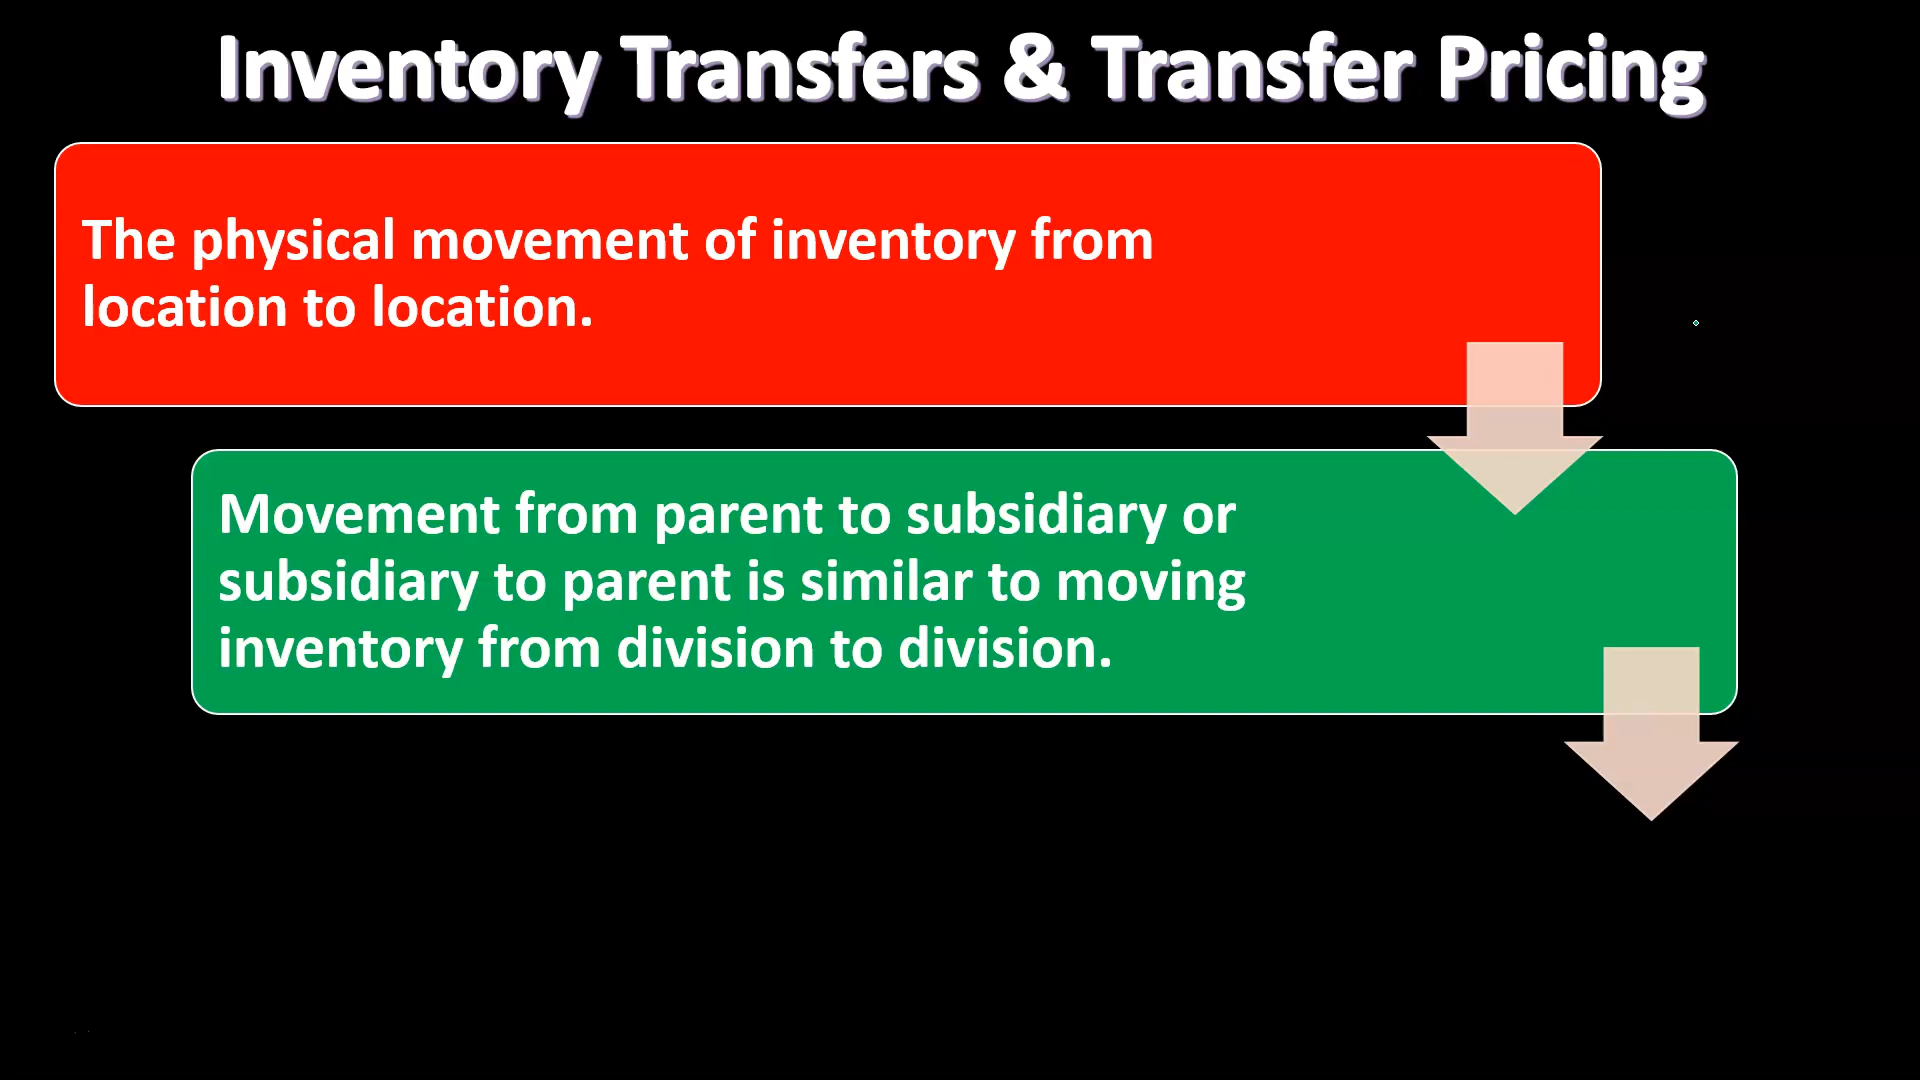 Inventory Transfers & Transfer Pricing
The physical movement of inventory from
location to location.
Movement from parent to subsidiary or
subsidiary to parent is similar to moving
inventory from division to division.